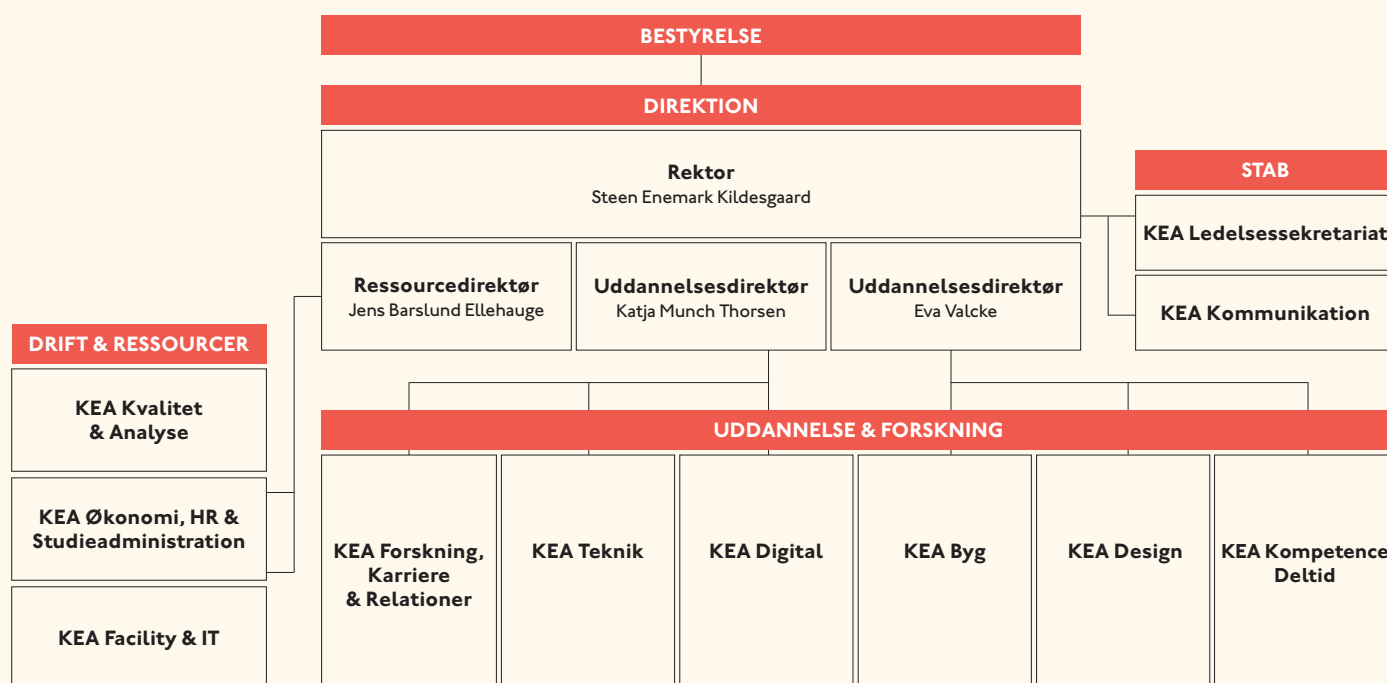 BESTYRELSE
DIREKTION
Rektor
Steen Enemark Kildesgaard
STAB
KEA Ledelsessekretariat
KEA Kommunikation
Ressourcedirektør
Jens Barslund Ellehauge
Uddannelsesdirektør
Katja Munch Thorsen
Uddannelsesdirektør
Eva Valcke
DRIFT & RESSOURCER
KEA Kvalitet
& Analyse
KEA Økonomi, HR &
Studieadministration
KEA Facility & IT
UDDANNELSE & FORSKNING
KEA Forskning,
Karriere
& Relationer
KEA Teknik
KEA Digital
KEA Byg
KEA Design
KEA Kompetence
Deltid